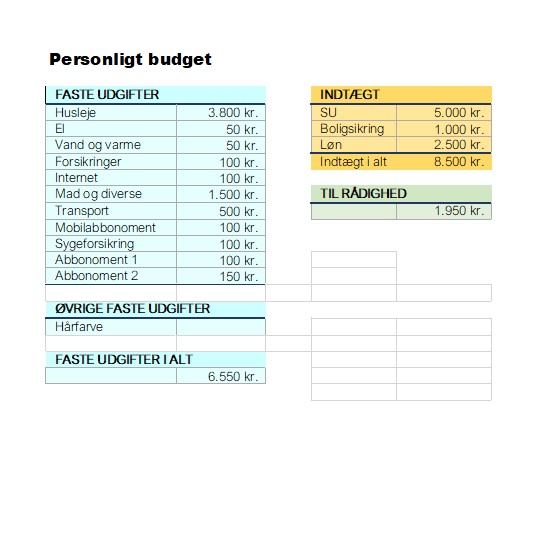 Personligt budget
FASTE UDGIFTER
Husleje 3.800 kr.
El 50 kr.
Vand og varme 50 kr.
Forsikringer 100 kr.
Internet 100 kr.
Mad og diverse 1.500 kr.
Transport 500 kr.
Mobilabbonoment 100 kr.
Sygeforsikring 100 kr.
Abbonoment 1 100 kr.
Abbonoment 2 150 kr.
ØVRIGE FASTE UDGIFTER
Hårfarve
FASTE UDGIFTER I ALT
6.550 kr.
INDTÆGT
SU 5.000 kr.
Boligsikring 1.000 kr.
Løn 2.500 kr.
Indtægt i alt 8.500 kr.
TIL RÅDIGHED
1.950 kr.